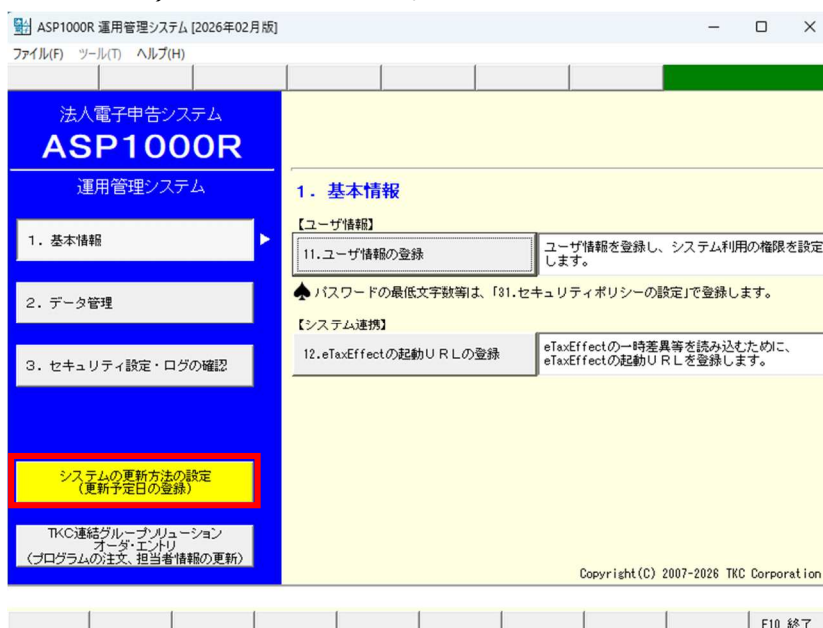 ASP1000R 運用管理システム [2026年02月版]
ファイル(F) ツール(T) ヘルプ(H)
法人電子申告システム
ASP1000R
運用管理システム
1. 基本情報
2. データ管理
3. セキュリティ設定・ログの確認
システムの更新方法の設定
(更新予定日の登録)
TKC連結グループソリューション
オーダ・エントリ
(プログラムの注文、担当者情報の更新)
1. 基本情報
【ユーザ情報】
11.ユーザ情報の登録
ユーザ情報を登録し、システム利用の権限を設定
します。
♠ パスワードの最低文字数等は、「31.セキュリティポリシーの設定」で登録します。
【システム連携】
12.eTaxEffectの起動URLの登録
eTaxEffectの一時差異等を読み込むために、
eTaxEffectの起動URLを登録します。
Copyright(C) 2007-2026 TKC Corporation
F10 終了